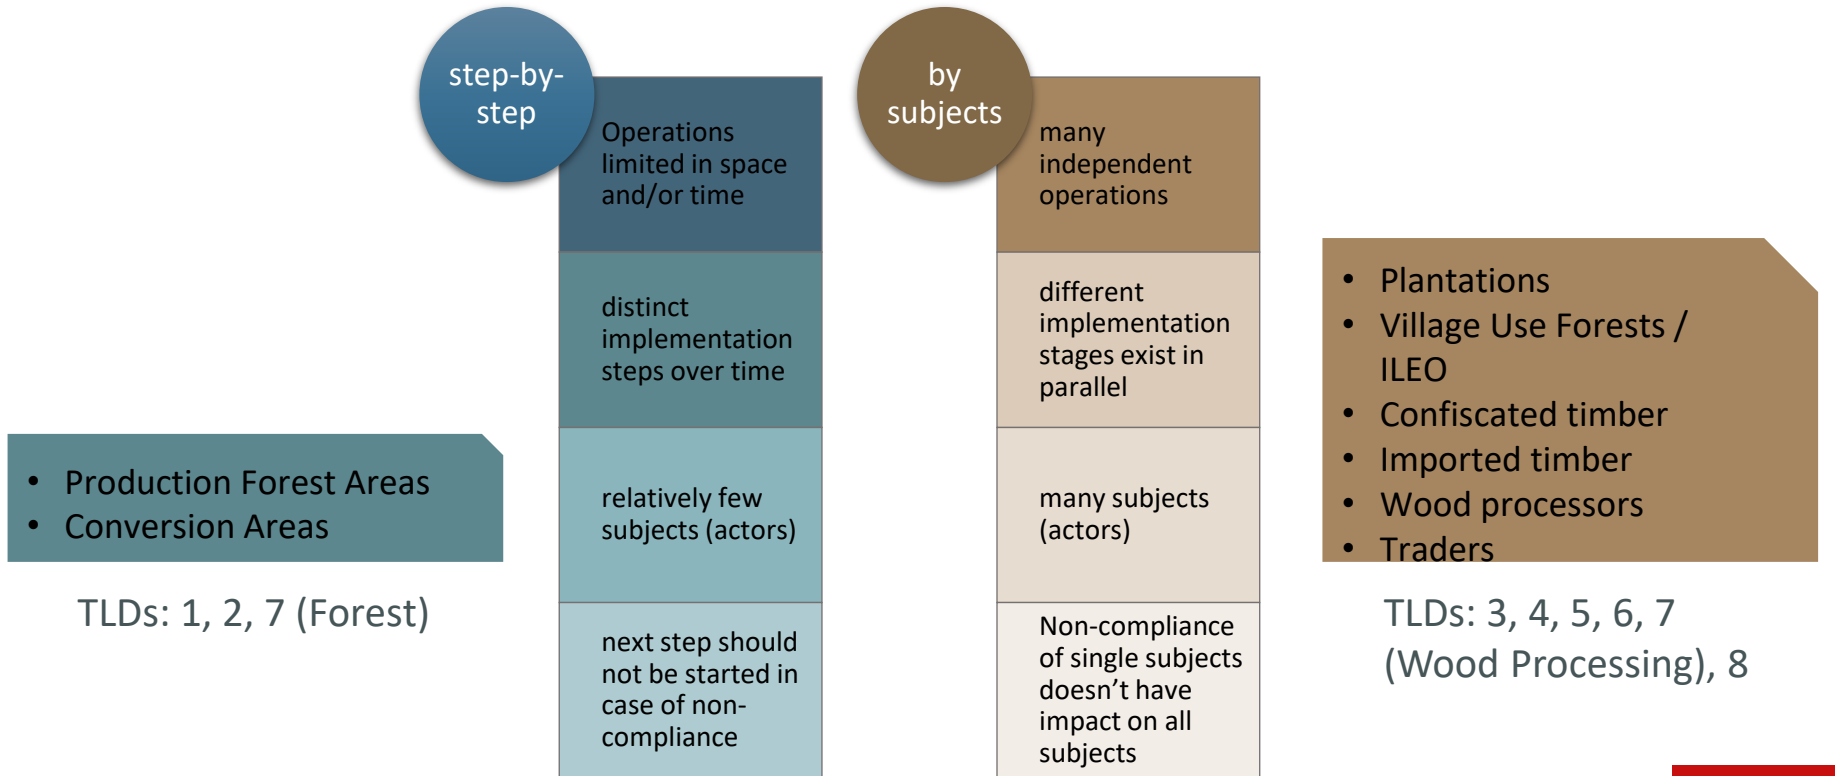 step-by-
step
Operations
limited in space
and/or time
distinct
implementation
steps over time
relatively few
subjects (actors)
next step should
not be started in
case of non-
compliance
• Production Forest Areas
• Conversion Areas
TLDs: 1, 2, 7 (Forest)
by
subjects
many
independent
operations
different
implementation
stages exist in
parallel
many subjects
(actors)
Non-compliance
of single subjects
doesn’t have
impact on all
subjects
• Plantations
• Village Use Forests /
ILEO
• Confiscated timber
• Imported timber
• Wood processors
• Traders
TLDs: 3, 4, 5, 6, 7
(Wood Processing), 8